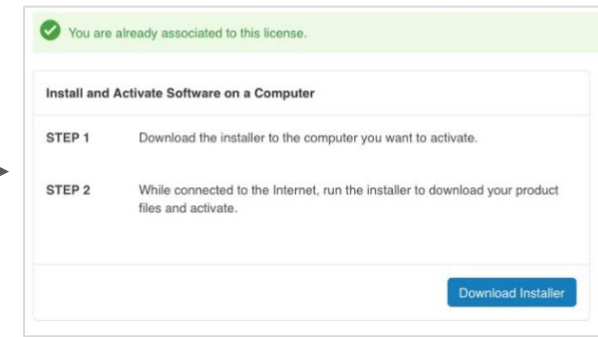 You are already associated to this license.
Install and Activate Software on a Computer
STEP 1 Download the installer to the computer you want to activate.
STEP 2 While connected to the Internet, run the installer to download your product
files and activate.
Download Installer